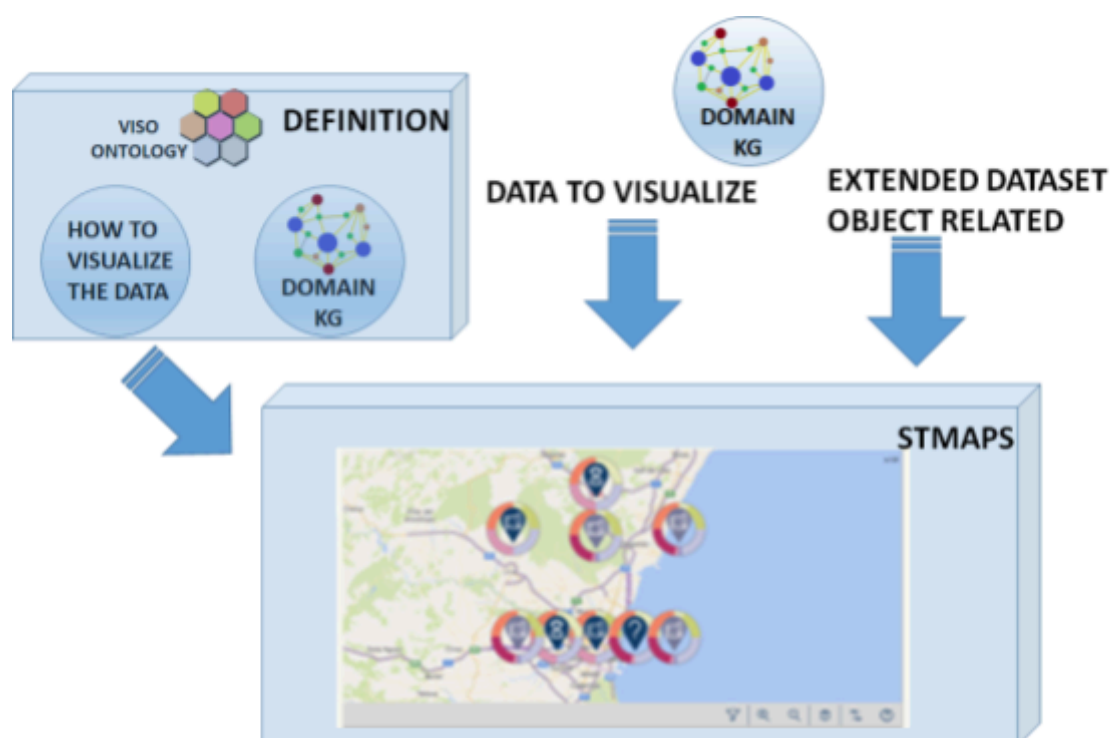 VISO
ONTOLOGY
DEFINITION
HOW TO
VISUALIZE
THE DATA
DOMAIN
KG
DOMAIN
KG
DATA TO VISUALIZE
EXTENDED DATASET
OBJECT RELATED
STMAPS
?